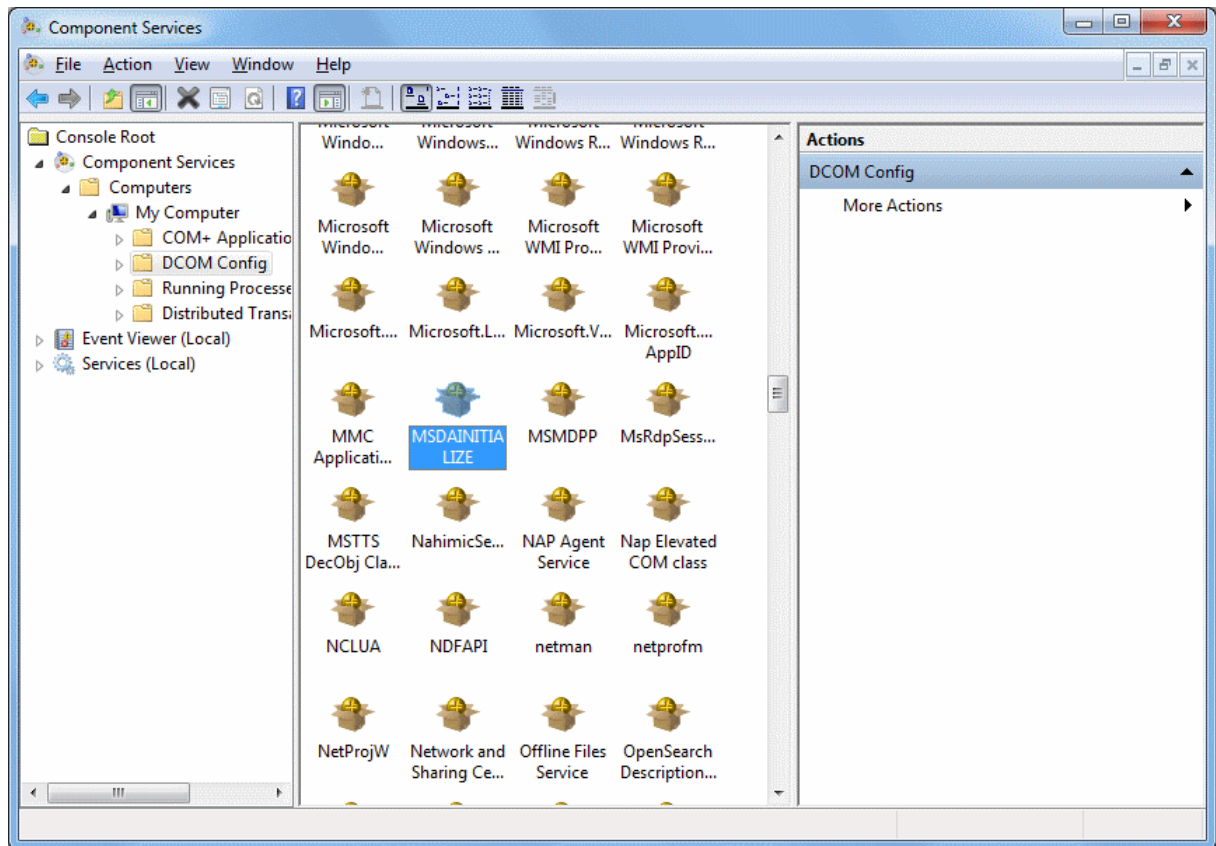 Component Services
File Action View Window Help
Console Root
Component Services
Computers
My Computer
COM+ Applicatio
DCOM Config
Running Processe
Distributed Transa
Event Viewer (Local)
Services (Local)
Windo... Windows... Windows R... Windows R...
Microsoft Microsoft Microsoft Microsoft
Windo... Windows ... WMI Pro... WMI Provi...
Microsoft.... Microsoft.L... Microsoft.V... Microsoft....
AppID
MMC MSDAINITIA MSMDPP MsRdpSess...
Applicati... LIZE
MSTTS NahimicSe... NAP Agent Nap Elevated
DecObj Cla... Service COM class
NCLUA NDFAPI netman netprofm
NetProjW Network and Offline Files OpenSearch
Sharing Ce... Service Description...
Actions
DCOM Config
More Actions